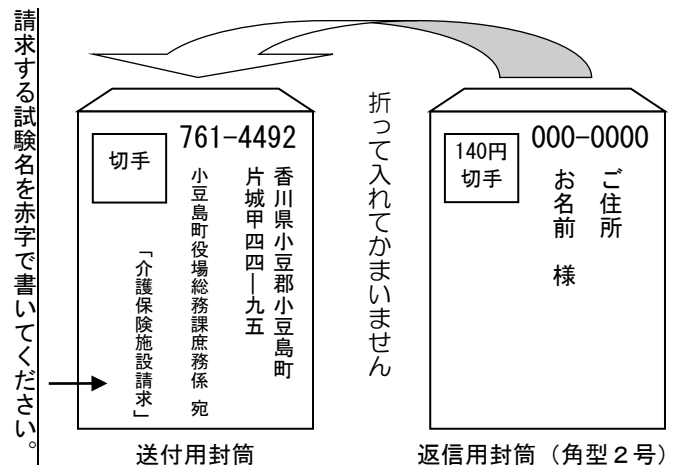 請求する試験名を赤字で書いてください。
切手
761-4492
香川県小豆郡小豆島町
片城甲四四―九五
小豆島町役場総務課庶務係 宛
「介護保険施設請求」
送付用封筒
折って入れてかまいません
140円
切手
000-0000
ご住所
お名前 様
返信用封筒（角型２号）